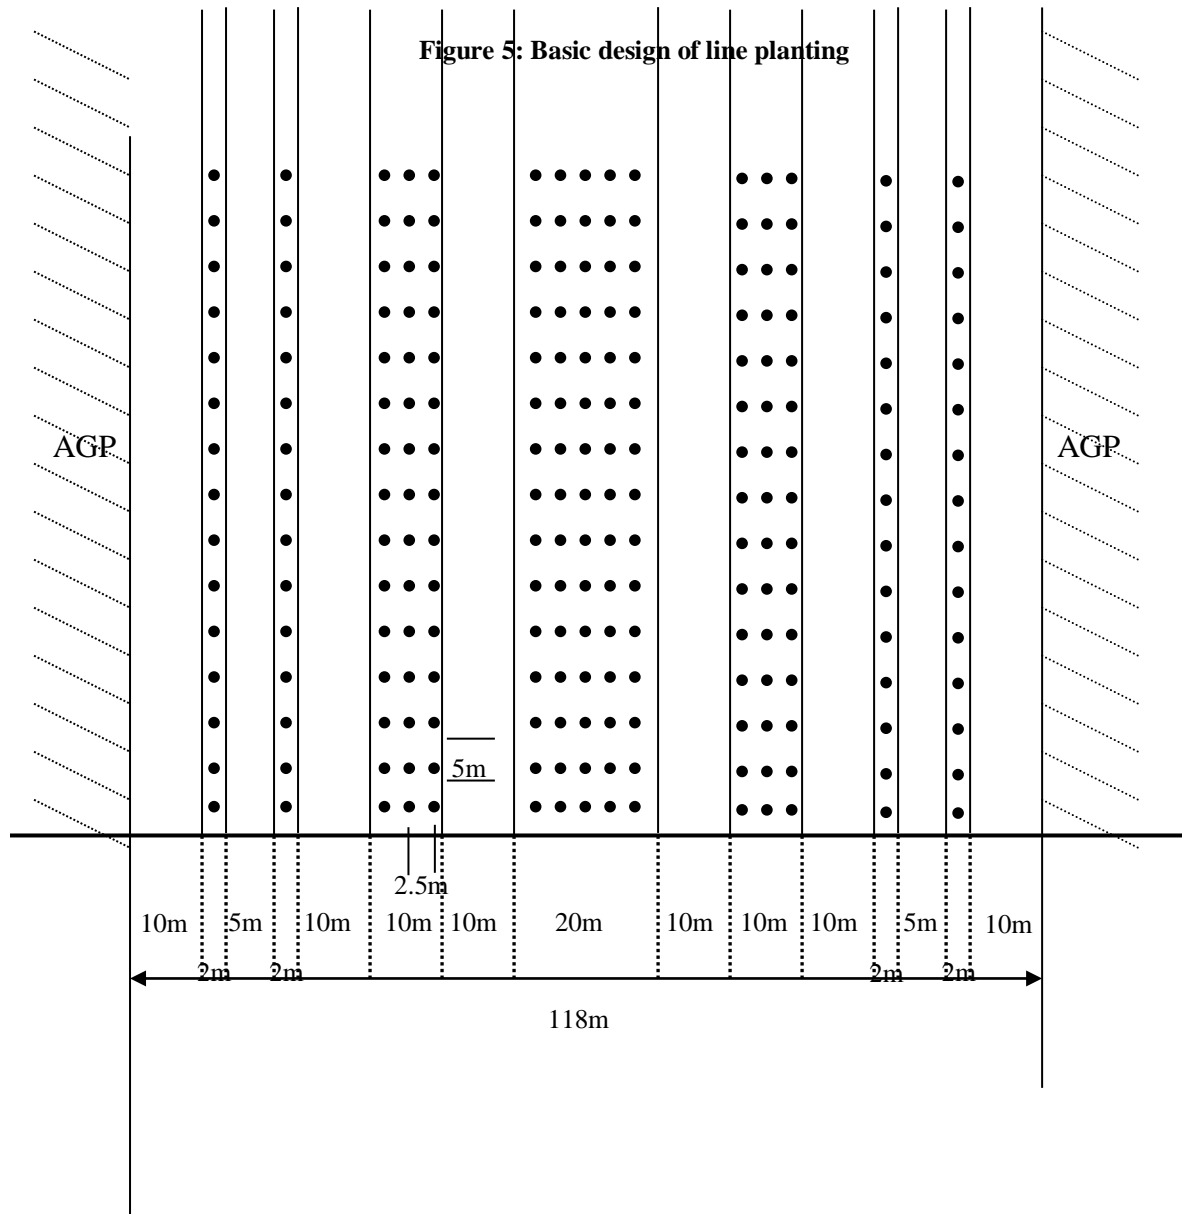 Figure 5: Basic design of line planting
AGP
AGP
5m
2.5m
10m 5m 10m 10m 10m 20m 10m 10m 10m 5m 10m
2m 2m 2m 2m
118m